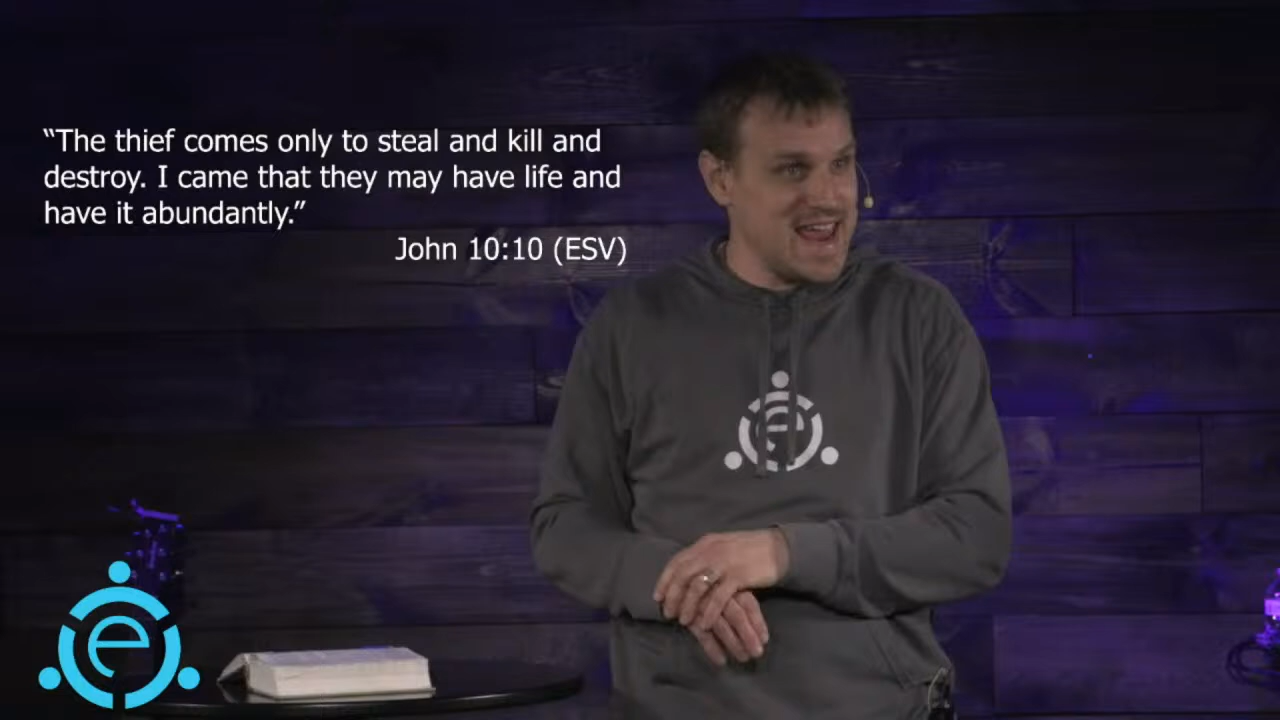 “The thief comes only to steal and kill and
destroy. I came that they may have life and
have it abundantly.”
John 10:10 (ESV)
e
e